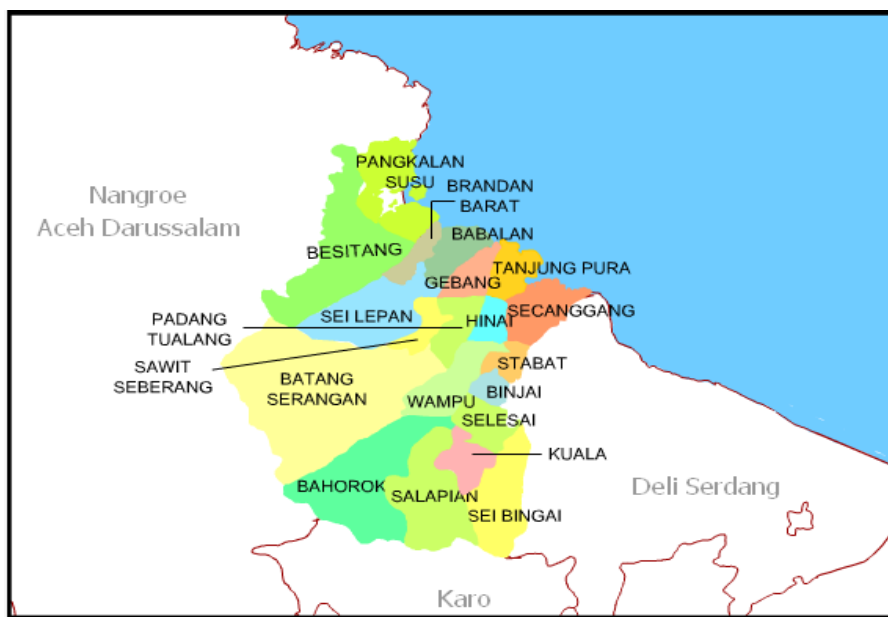 PANGKALAN
SUSU
Nangroe
Aceh Darussalam
BRANDAN
BARAT
BABALAN
BESITANG
TANJUNG PURA
GEBANG
SECANGGANG
SEI LEPAN
HINAI
PADANG
TUALANG
SAWIT
SEBERANG
STABAT
BATANG
SERANGAN
BINJAI
WAMPU
SELESAI
KUALA
BAHOROK
SALAPIAN
Deli Serdang
SEI BINGAI
Karo